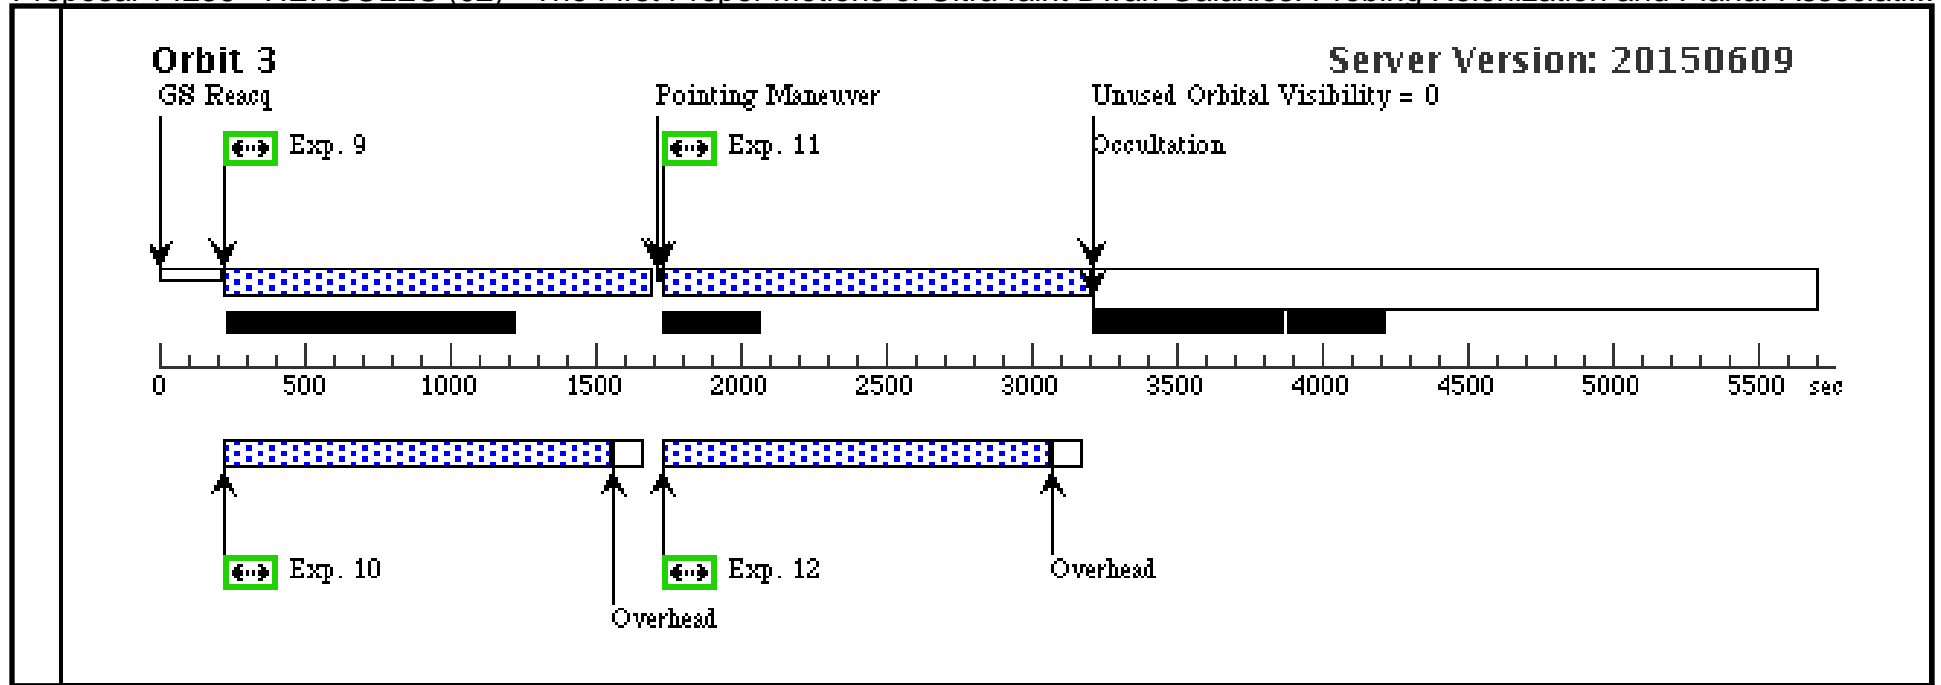 Orbit 3
Server Version: 20150609
GS Reacq
Pointing Maneuver
Unused Orbital Visibility = 0
Exp. 9
Exp. 11
Occultation
0 500 1000 1500 2000 2500 3000 3500 4000 4500 5000 5500 sec
Exp. 10
Exp. 12
Overhead
Overhead